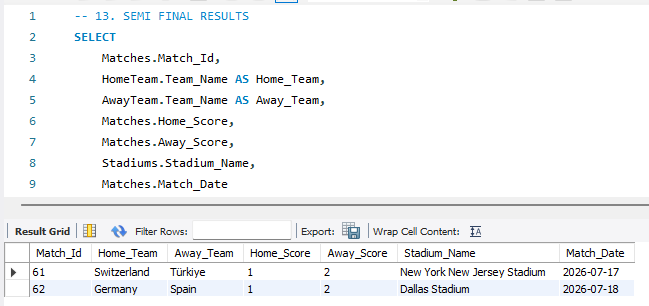 1 -- 13. SEMI FINAL RESULTS
2 SELECT
3 Matches.Match_Id,
4 HomeTeam.Team_Name AS Home_Team,
5 AwayTeam.Team_Name AS Away_Team,
6 Matches.Home_Score,
7 Matches.Away_Score,
8 Stadiums.Stadium_Name,
9 Matches.Match_Date
Result Grid Filter Rows: Export: Wrap Cell Content:
Match_Id Home_Team Away_Team Home_Score Away_Score Stadium_Name Match_Date
61 Switzerland Türkiye 1 2 New York New Jersey Stadium 2026-07-17
62 Germany Spain 1 2 Dallas Stadium 2026-07-18